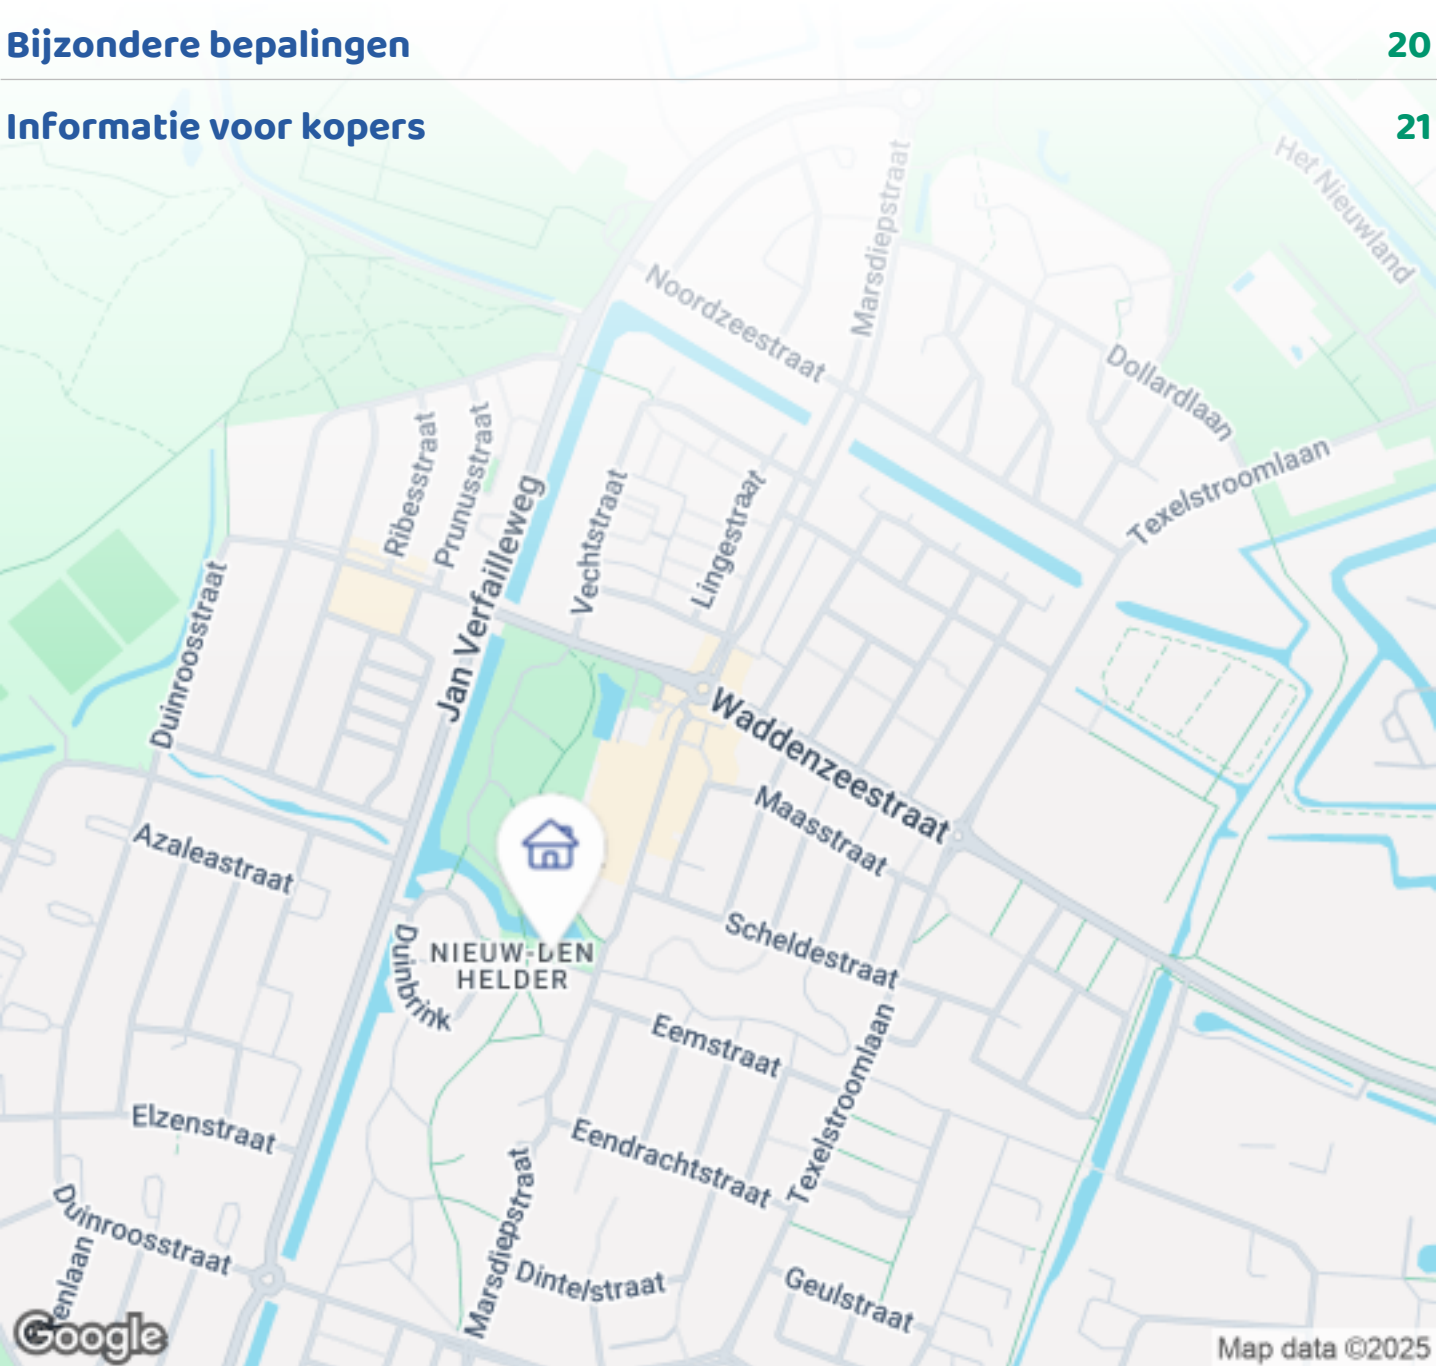 Bijzondere bepalingen 20
Informatie voor kopers 21
Het Nieuwland
Marsdiepstraat
Noordzeestraat
Dollardlaan
Texelstroomlaan
Ribesstraat
Prunusstraat
Jan Verfailleweg
Vechtstraat
Lingestraat
Duinroosstraat
Waddenzeestraat
Maasstraat
Azaleastraat
Scheldestraat
Duinbrink
NIEUW-DEN
HELDER
Eemstraat
Texelstroomlaan
Elzenstraat
Eendrachtstraat
Marsdiepstraat
Duinroosstraat
Dintelstraat
Geulstraat
Google
Map data ©2025